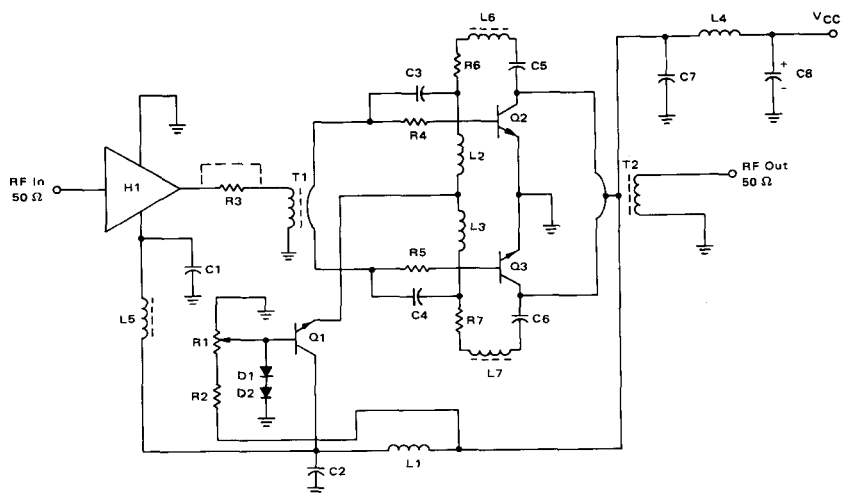 L6
L4
VCC
R6
C5
C3
C7
+
C8
-
R4
Q2
H1
T1
L2
T2
RF In
50 Ω
R3
RF Out
50 Ω
L3
R5
Q3
C1
C4
R7
C6
L5
R1
Q1
L7
D1
D2
R2
L1
C2